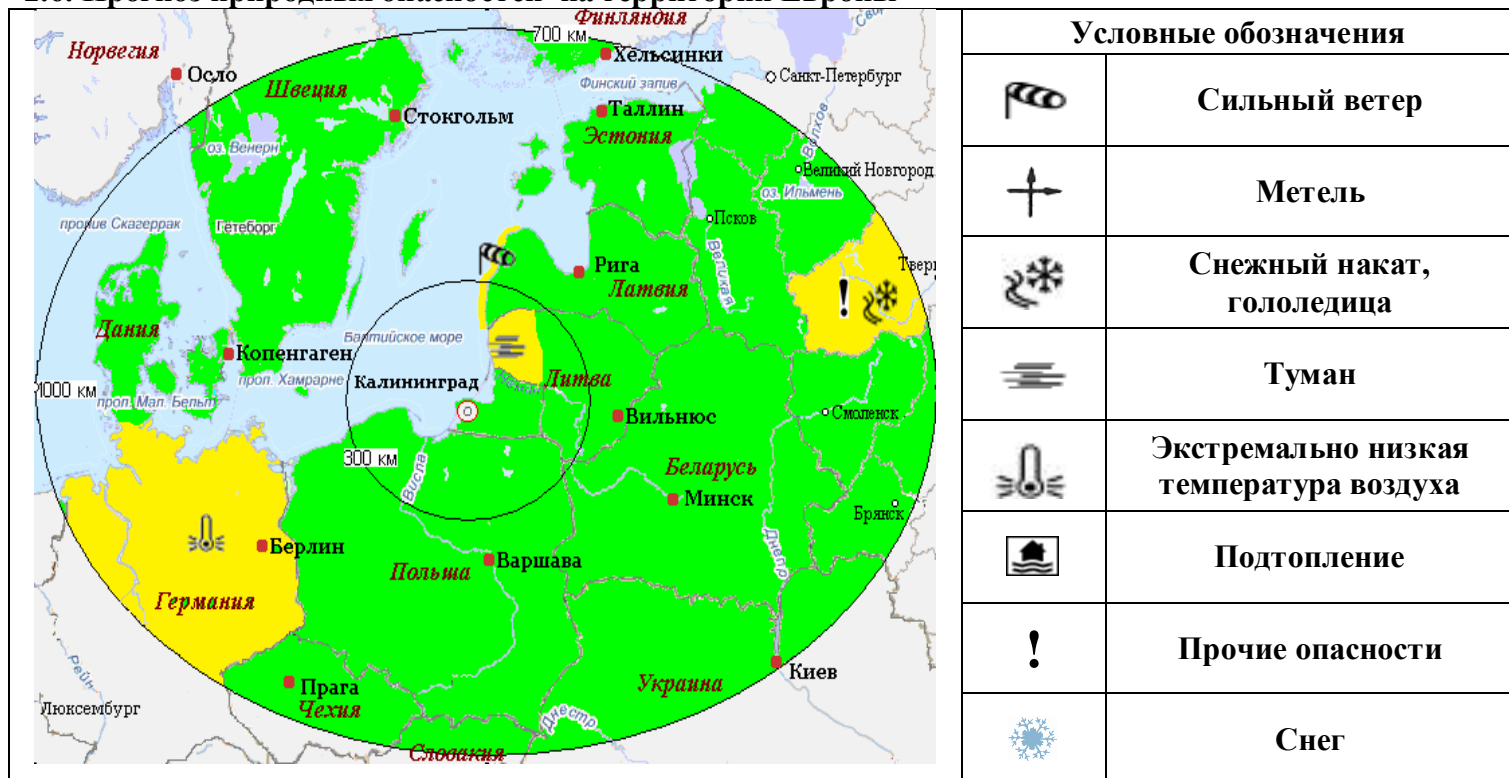 Норвегия
Финляндия
700 км
Хельсинки
Осло
Швеция
Санкт-Петербург
Финский залив
Стокгольм
Таллин
Эстония
Волхов
оз. Венерн
Великий Новгород
оз. Ильмень
пролив Скагеррак
Гётеборг
Псков
Великая
Рига
Латвия
Тверь
Дания
Балтийское море
Копенгаген
Калининград
Литва
1000 км
прол. Хамрарне
прол. Мал. Бельт
Вильнюс
Смоленск
300 км
Висла
Беларусь
Минск
Брянск
Днепр
Берлин
Польша
Варшава
Германия
Рейн
Прага
Чехия
Украина
Киев
Люксембург
Днестр
Словакия
Условные обозначения
Сильный ветер
Метель
Снежный накат,
гололедица
Туман
Экстремально низкая
температура воздуха
Подтопление
!
Прочие опасности
Снег